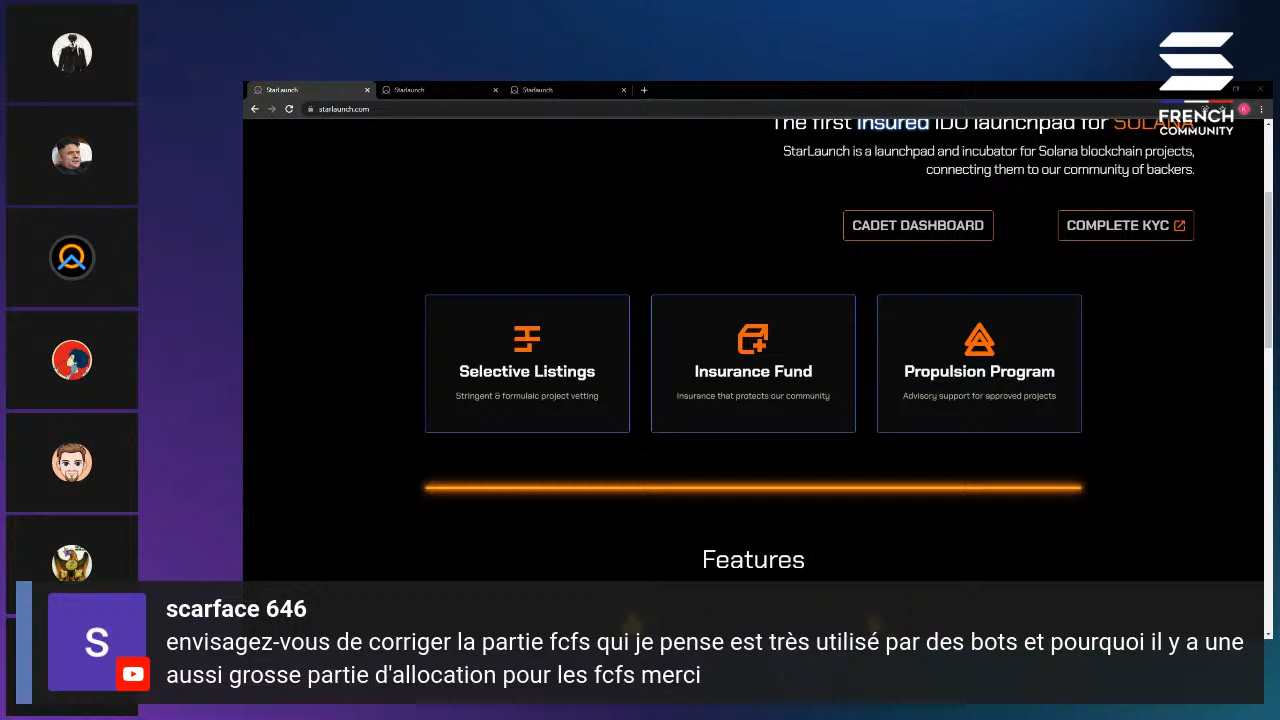 StarLaunch
StarLaunch
StarLaunch
starlaunch.com
FRENCH
COMMUNITY
The first insured IDO launchpad for SOLANA
StarLaunch is a launchpad and incubator for Solana blockchain projects,
connecting them to our community of backers.
CADET DASHBOARD
COMPLETE KYC
Selective Listings
Stringent & formulaic project vetting
Insurance Fund
Insurance that protects our community
Propulsion Program
Advisory support for approved projects
Features
S
scarface 646
envisagez-vous de corriger la partie fcfs qui je pense est très utilisé par des bots et pourquoi il y a une
aussi grosse partie d'allocation pour les fcfs merci